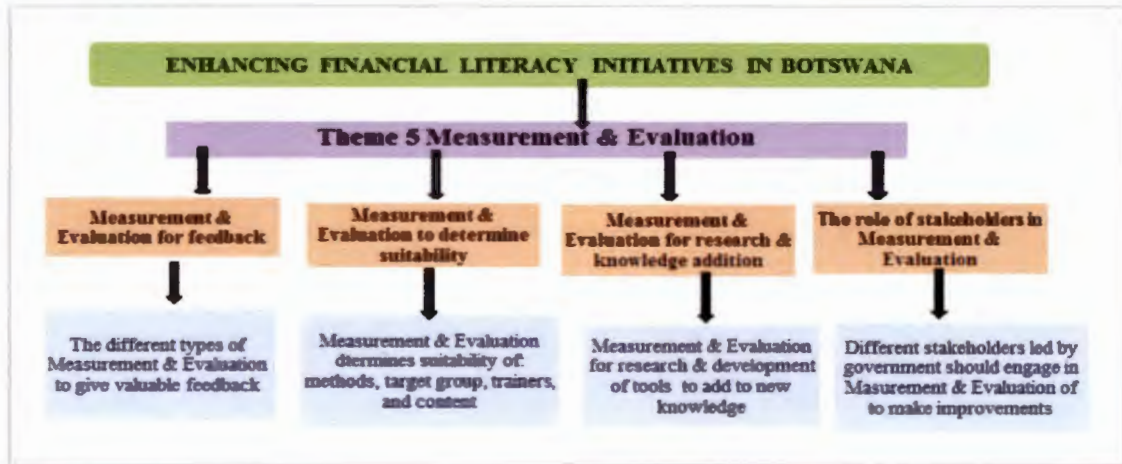 ENHANCING FINANCIAL LITERACY INITIATIVES IN BOTSWANA
Theme 5 Measurement & Evaluation
Measurement &
Evaluation for feedback
Measurement &
Evaluation to determine
suitability
Measurement &
Evaluation for research &
knowledge addition
The role of stakeholders in
Measurement &
Evaluation
The different types of
Measurement & Evaluation
to give valuable feedback
Measurement & Evaluation
dtermines suitability of:
methods, target group, trainers,
and content
Measurement & Evaluation
for research & development
of tools to add to new
knowledge
Different stakeholders led by
government should engage in
Masurement & Evaluation of
to make improvements